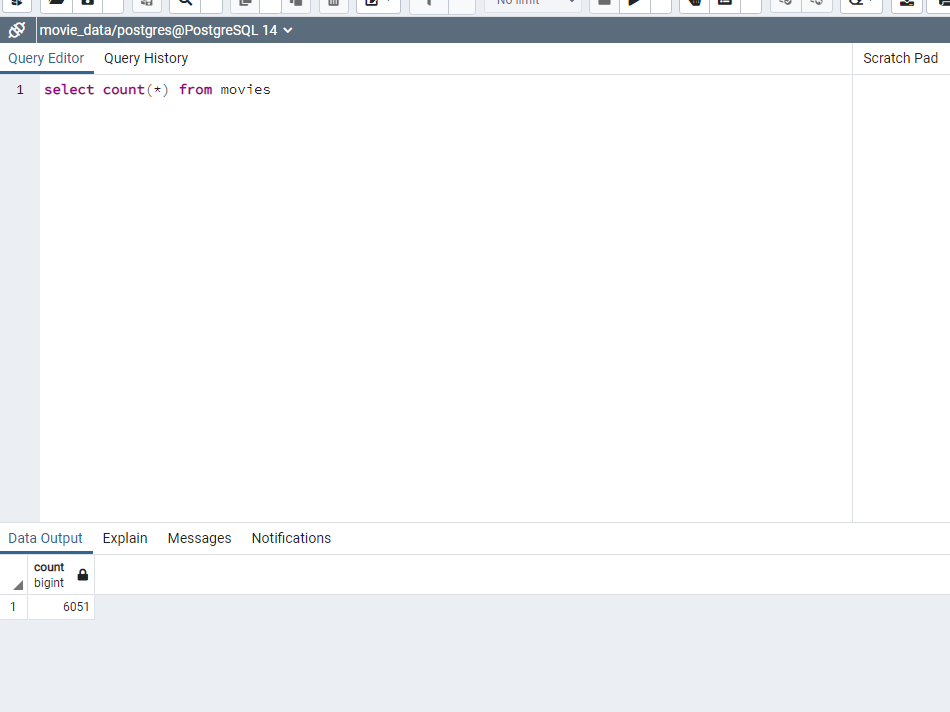 No limit
movie_data/postgres@PostgreSQL 14
Query Editor Query History Scratch Pad
1 select count(*) from movies
Data Output Explain Messages Notifications
count
bigint
1 6051